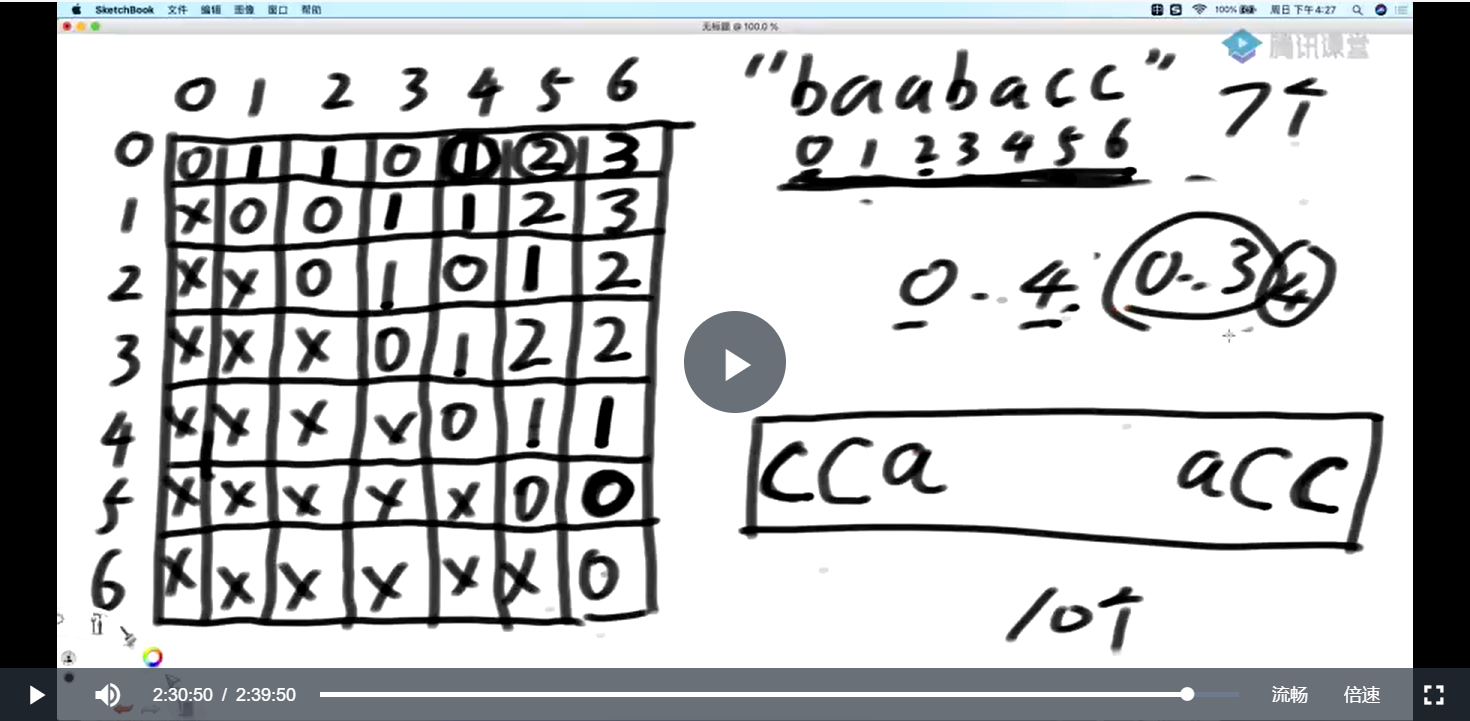 SketchBook 文件 编辑 图像 窗口 帮助 100% 周日下午4:27
无标题 @ 100.0 %
腾讯课堂
0 1 2 3 4 5 6
"baabacc" 7个
0 1 2 3 4 5 6
0 0 1 1 0 1 2 3
1 x 0 0 1 1 2 3
2 x x 0 1 0 1 2
3 x x x 0 1 2 2
4 x x x x 0 1 1
5 x x x x x 0 0
6 x x x x x x 0
0..4 0..3 4
cca acc
10个
2:30:50 / 2:39:50 流畅 倍速